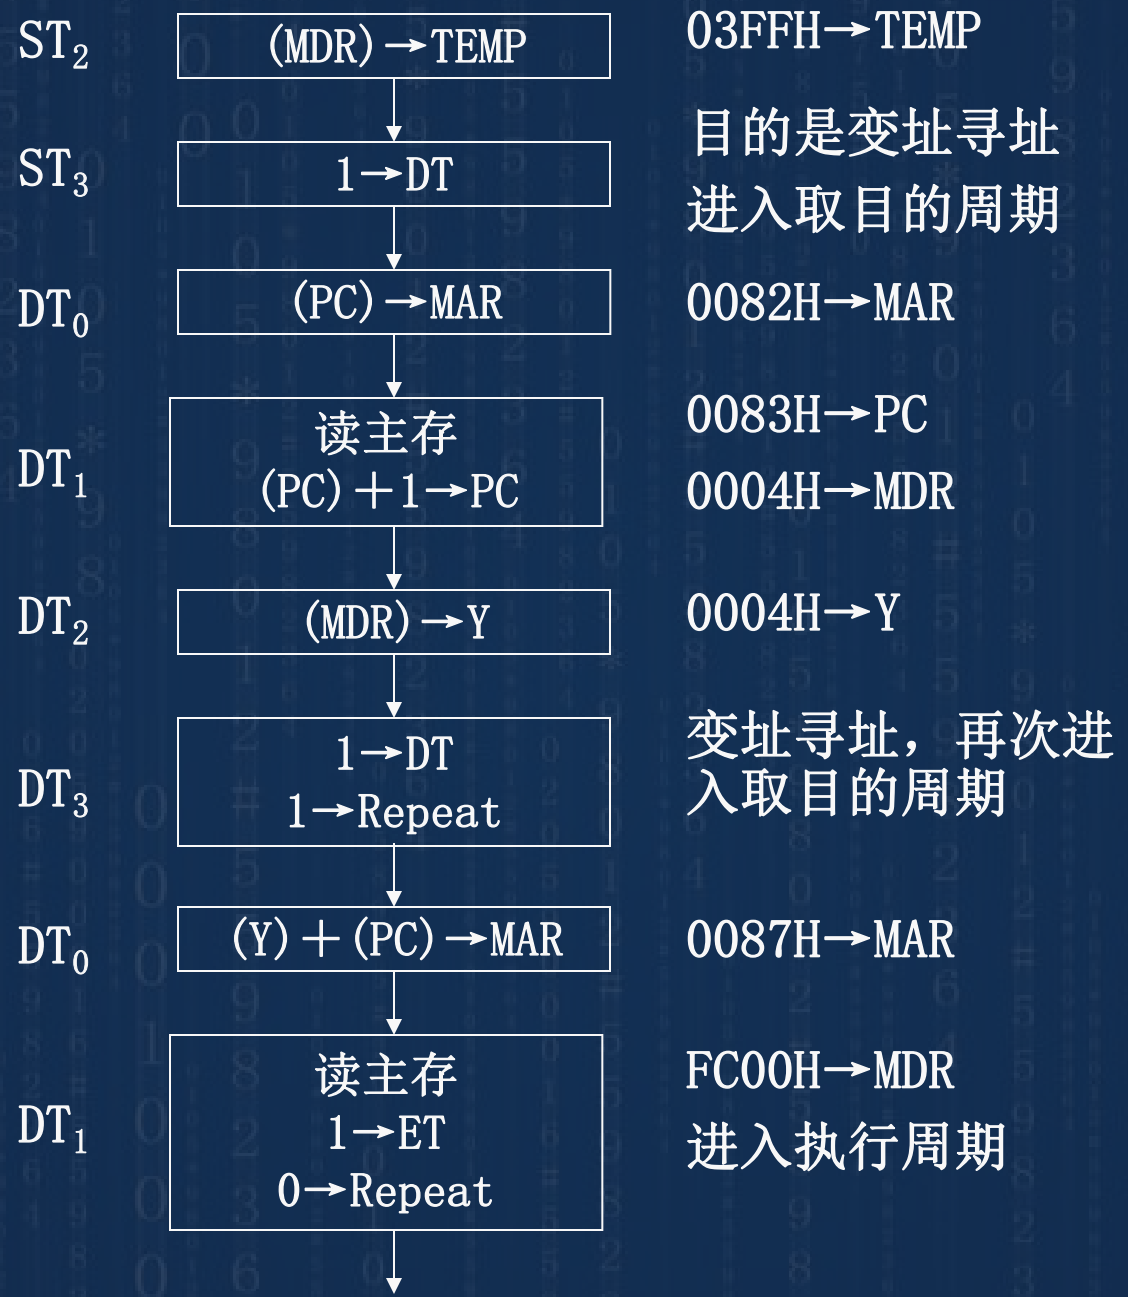 ST₂ (MDR)→TEMP 03FFH→TEMP
ST₃ 1→DT 目的是变址寻址
进入取目的周期
DT₀ (PC)→MAR 0082H→MAR
DT₁ 读主存 0083H→PC
(PC)+1→PC 0004H→MDR
DT₂ (MDR)→Y 0004H→Y
DT₃ 1→DT 变址寻址，再次进
1→Repeat 入取目的周期
DT₀ (Y)+(PC)→MAR 0087H→MAR
DT₁ 读主存 FC00H→MDR
1→ET 进入执行周期
0→Repeat